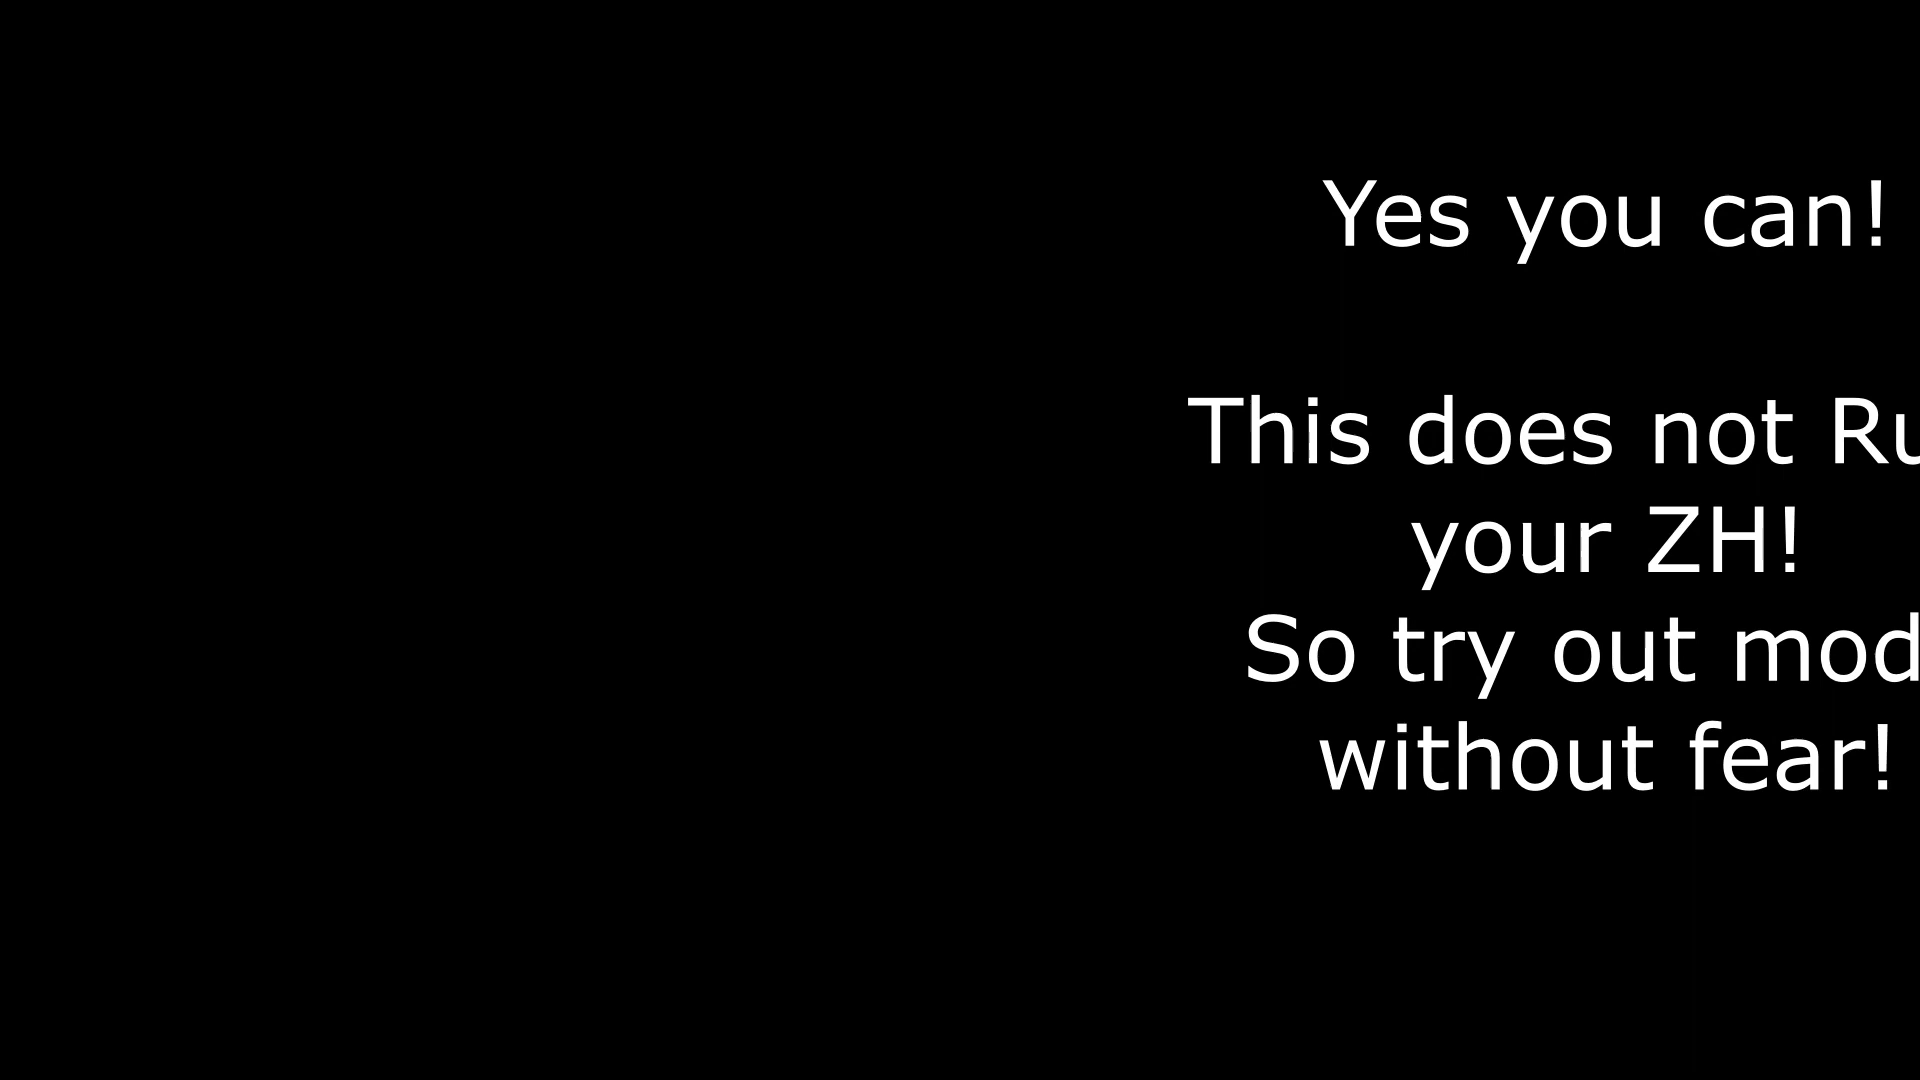 Yes you can!
This does not Ru
your ZH!
So try out mod
without fear!